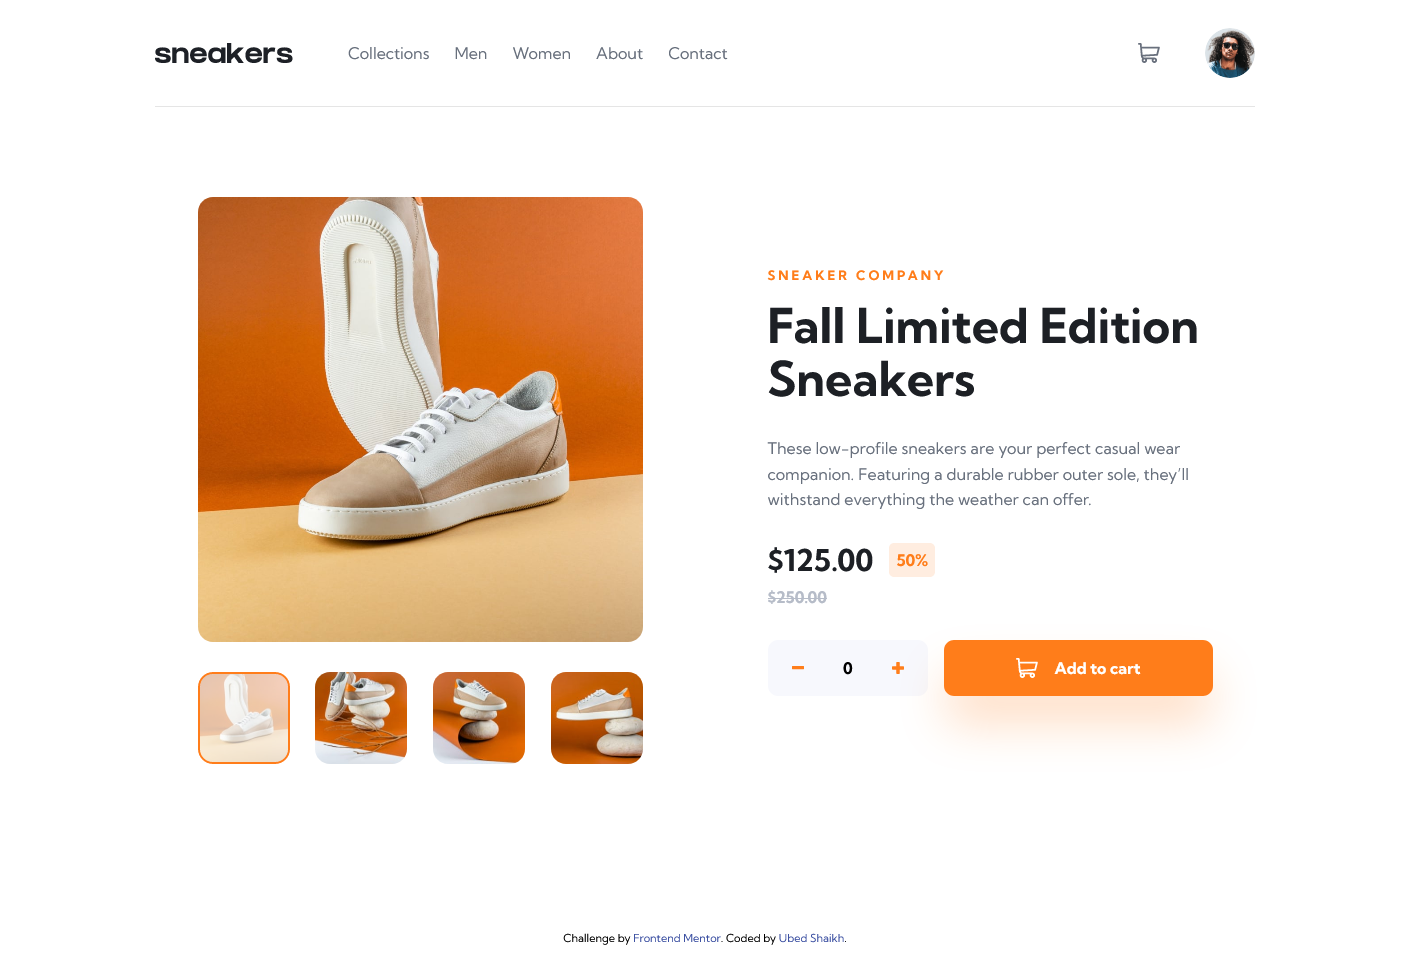 sneakers
Collections Men Women About Contact
SNEAKER COMPANY
Fall Limited Edition
Sneakers
These low-profile sneakers are your perfect casual wear
companion. Featuring a durable rubber outer sole, they’ll
withstand everything the weather can offer.
$125.00 50%
$250.00
0 Add to cart
Challenge by Frontend Mentor. Coded by Ubed Shaikh.